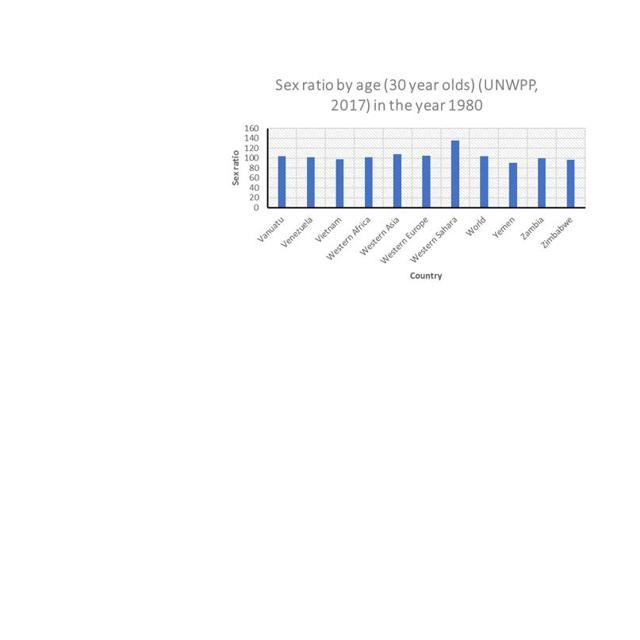 Sex ratio by age (30 year olds) (UNWPP,
2017) in the year 1980
160
140
120
100
80
60
40
20
0
Sex ratio
Vanuatu
Venezuela
Vietnam
Western Africa
Western Asia
Western Europe
Western Sahara
World
Yemen
Zambia
Zimbabwe
Country